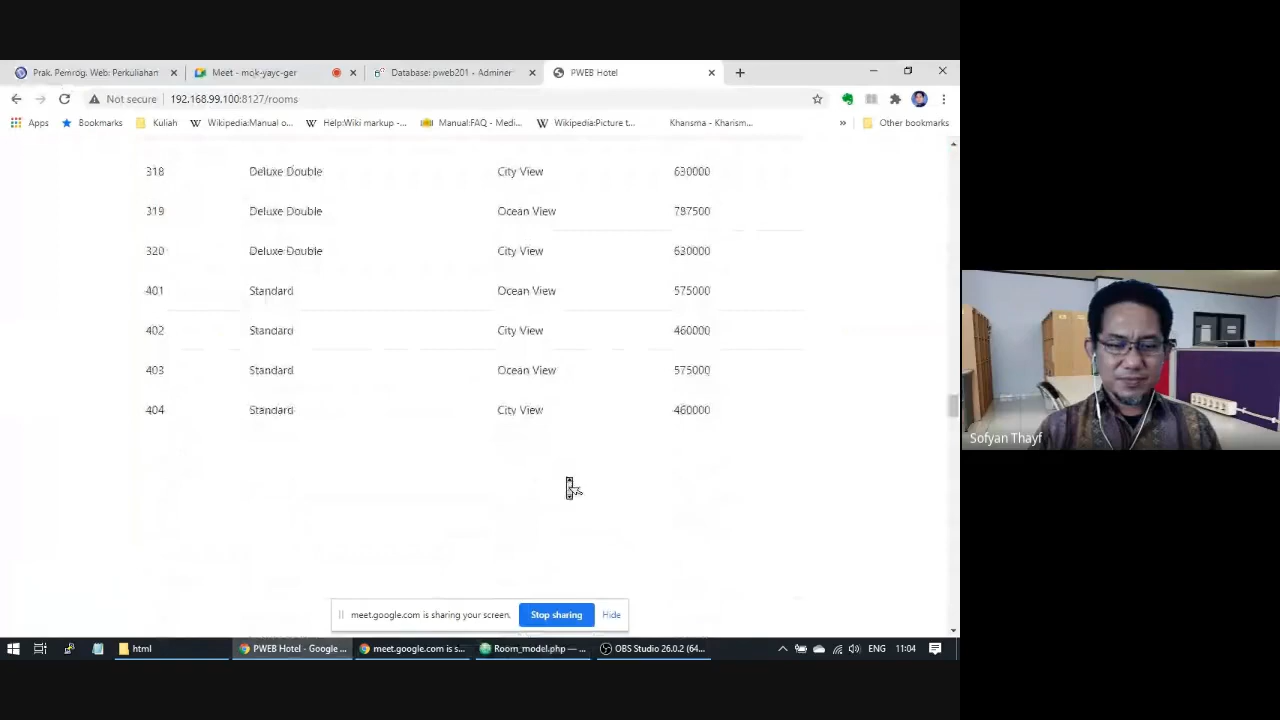 Prak. Pemrog. Web: Perkuliahan
Meet - mqk-yayc-ger
Database: pweb201 - Adminer
PWEB Hotel
Not secure
192.168.99.100:8127/rooms
Apps
Bookmarks
Kuliah
Wikipedia:Manual o...
Help:Wiki markup -...
Manual:FAQ - Medi...
Wikipedia:Picture t...
Kharisma - Kharism...
Other bookmarks
318 Deluxe Double City View 630000
319 Deluxe Double Ocean View 787500
320 Deluxe Double City View 630000
401 Standard Ocean View 575000
402 Standard City View 460000
403 Standard Ocean View 575000
404 Standard City View 460000
Sofyan Thayf
meet.google.com is sharing your screen.
Stop sharing
Hide
html
PWEB Hotel - Google ...
meet.google.com is s...
Room_model.php — ...
OBS Studio 26.0.2 (64...
ENG
11:04